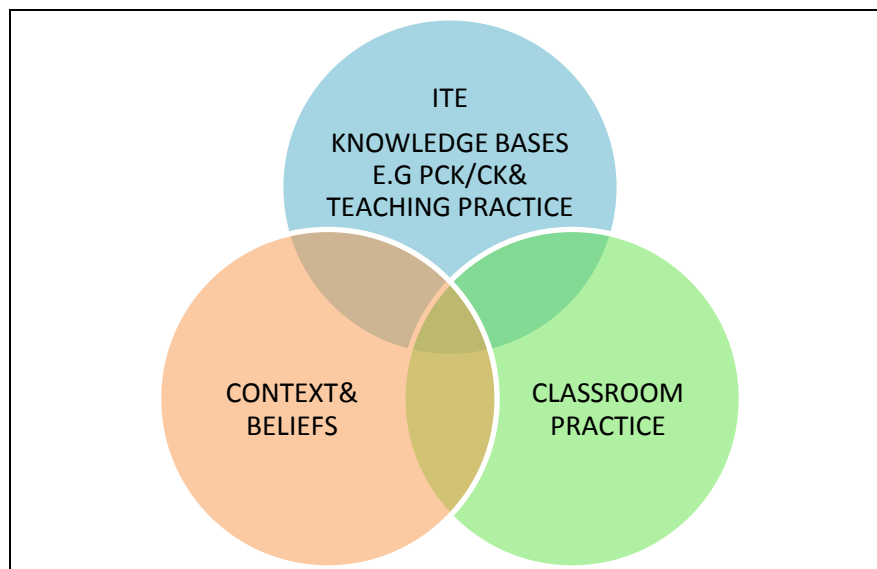 ITE
KNOWLEDGE BASES
E.G PCK/CK&
TEACHING PRACTICE
CONTEXT&
BELIEFS
CLASSROOM
PRACTICE